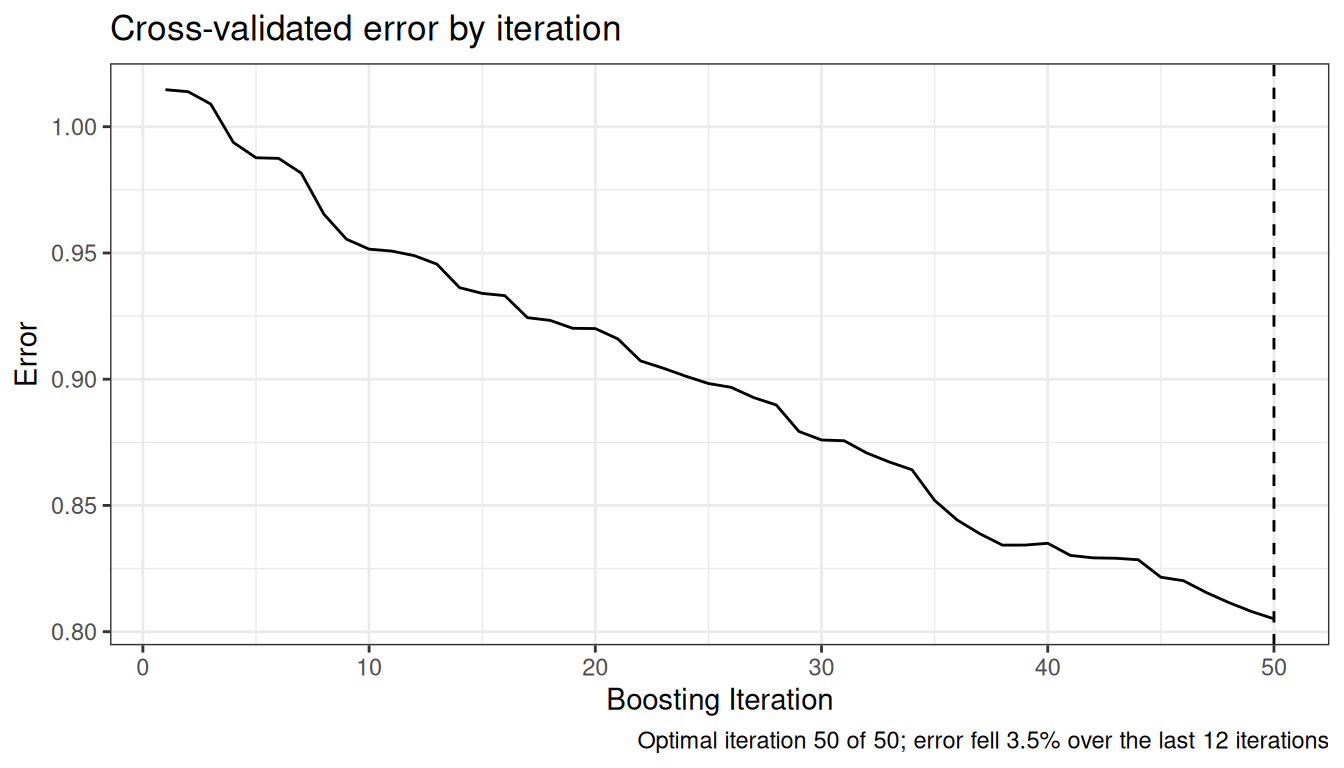 Cross-validated error by iteration
Error
1.00
0.95
0.90
0.85
0.80
0 10 20 30 40 50
Boosting Iteration
Optimal iteration 50 of 50; error fell 3.5% over the last 12 iterations